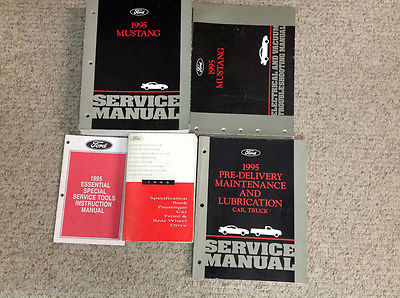 Ford
1995
MUSTANG
SERVICE
MANUAL
Ford
1995
MUSTANG
ELECTRICAL AND VACUUM
TROUBLESHOOTING MANUAL
Ford
1995
ESSENTIAL
SPECIAL
SERVICE TOOLS
INSTRUCTION
MANUAL
1995
Specification
Book
Passenger
Car
Front &
Rear Wheel
Drive
Ford
1995
PRE-DELIVERY
MAINTENANCE
AND
LUBRICATION
CAR, TRUCK
SERVICE
MANUAL